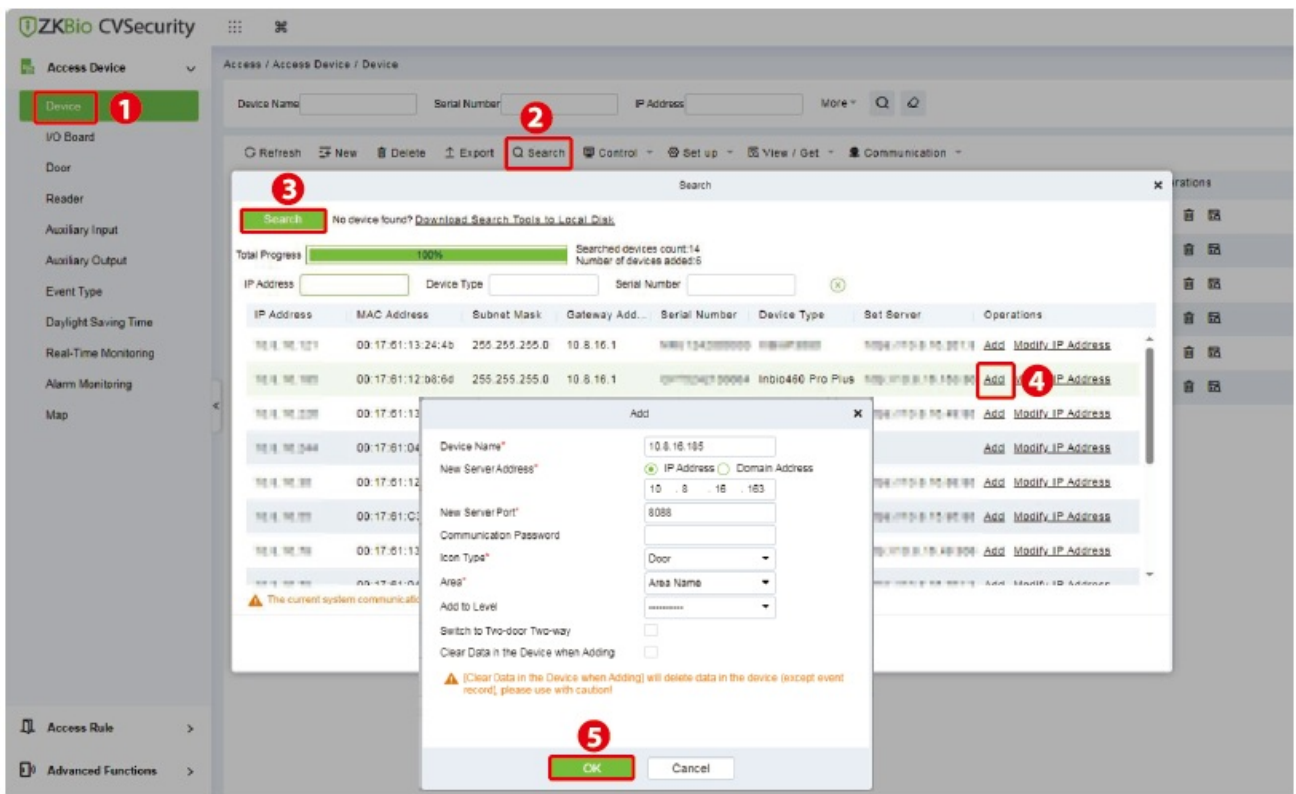 ZKBio CVSecurity
Access Device
Access / Access Device / Device
Device
1
Device Name
Serial Number
IP Address
More
I/O Board
2
Refresh New Delete Export Search Control Set up View / Get Communication
Door
Reader
Auxiliary Input
Auxiliary Output
Event Type
Daylight Saving Time
Real-Time Monitoring
Alarm Monitoring
Map
Access Rule
Advanced Functions
Search
rations
3
Search No device found? Download Search Tools to Local Disk
Total Progress 100% Searched devices count:14
Number of devices added:6
IP Address Device Type Serial Number
IP Address MAC Address Subnet Mask Gateway Add... Serial Number Device Type Set Server Operations
00:17:61:13:24:4b 255.255.255.0 10.8.16.1 Add Modify IP Address
00:17:61:12:b8:6d 255.255.255.0 10.8.16.1 Inbio460 Pro Plus Add 4 IP Address
00:17:61:13 Add Modify IP Address
00:17:61:04 Add Modify IP Address
00:17:61:12 Add Modify IP Address
00:17:61:C3 Add Modify IP Address
00:17:61:13 Add Modify IP Address
Add Modify IP Address
The current system communicatio
Add
Device Name* 10.8.16.185
New Server Address* IP Address Domain Address
10 . 8 . 16 . 163
New Server Port* 8088
Communication Password
Icon Type* Door
Area* Area Name
Add to Level ----------
Switch to Two-door Two-way
Clear Data in the Device when Adding
[Clear Data in the Device when Adding] will delete data in the device (except event
record), please use with caution!
5
OK Cancel